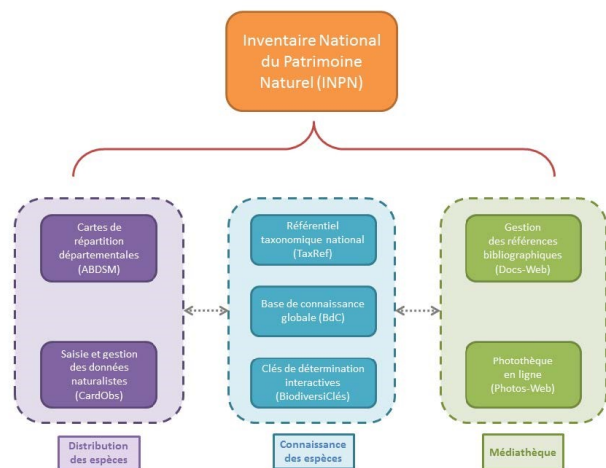 Inventaire National
du Patrimoine
Naturel (INPN)
Cartes de
répartition
départementales
(ABDSM)
Saisie et gestion
des données
naturalistes
(CardObs)
Distribution
des espèces
Référentiel
taxonomique national
(TaxRef)
Base de connaissance
globale (BdC)
Clés de détermination
interactives
(BiodiversiClés)
Connaissance
des espèces
Gestion
des références
bibliographiques
(Docs-Web)
Photothèque
en ligne
(Photos-Web)
Médiathèque